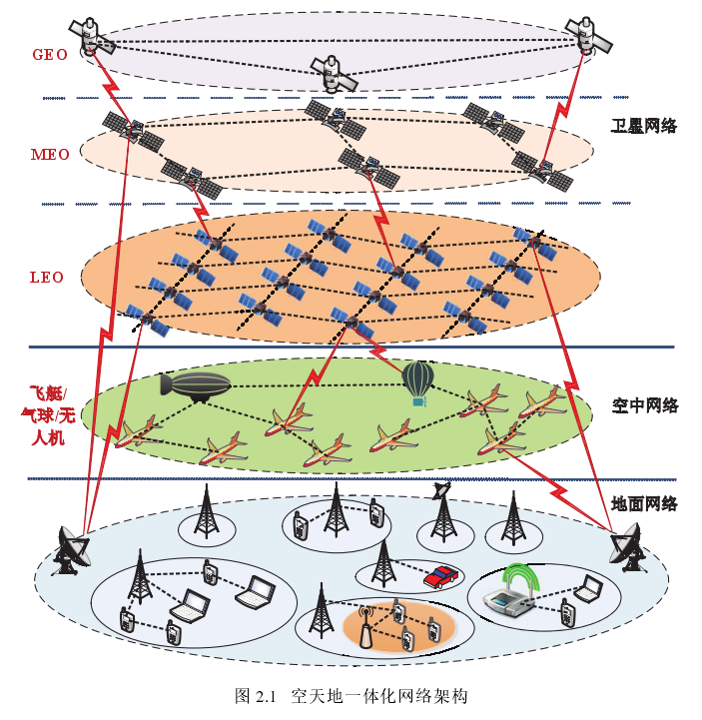 GEO
卫星网络
MEO
LEO
飞艇/
气球/无
人机
空中网络
地面网络
图 2.1 空天地一体化网络架构